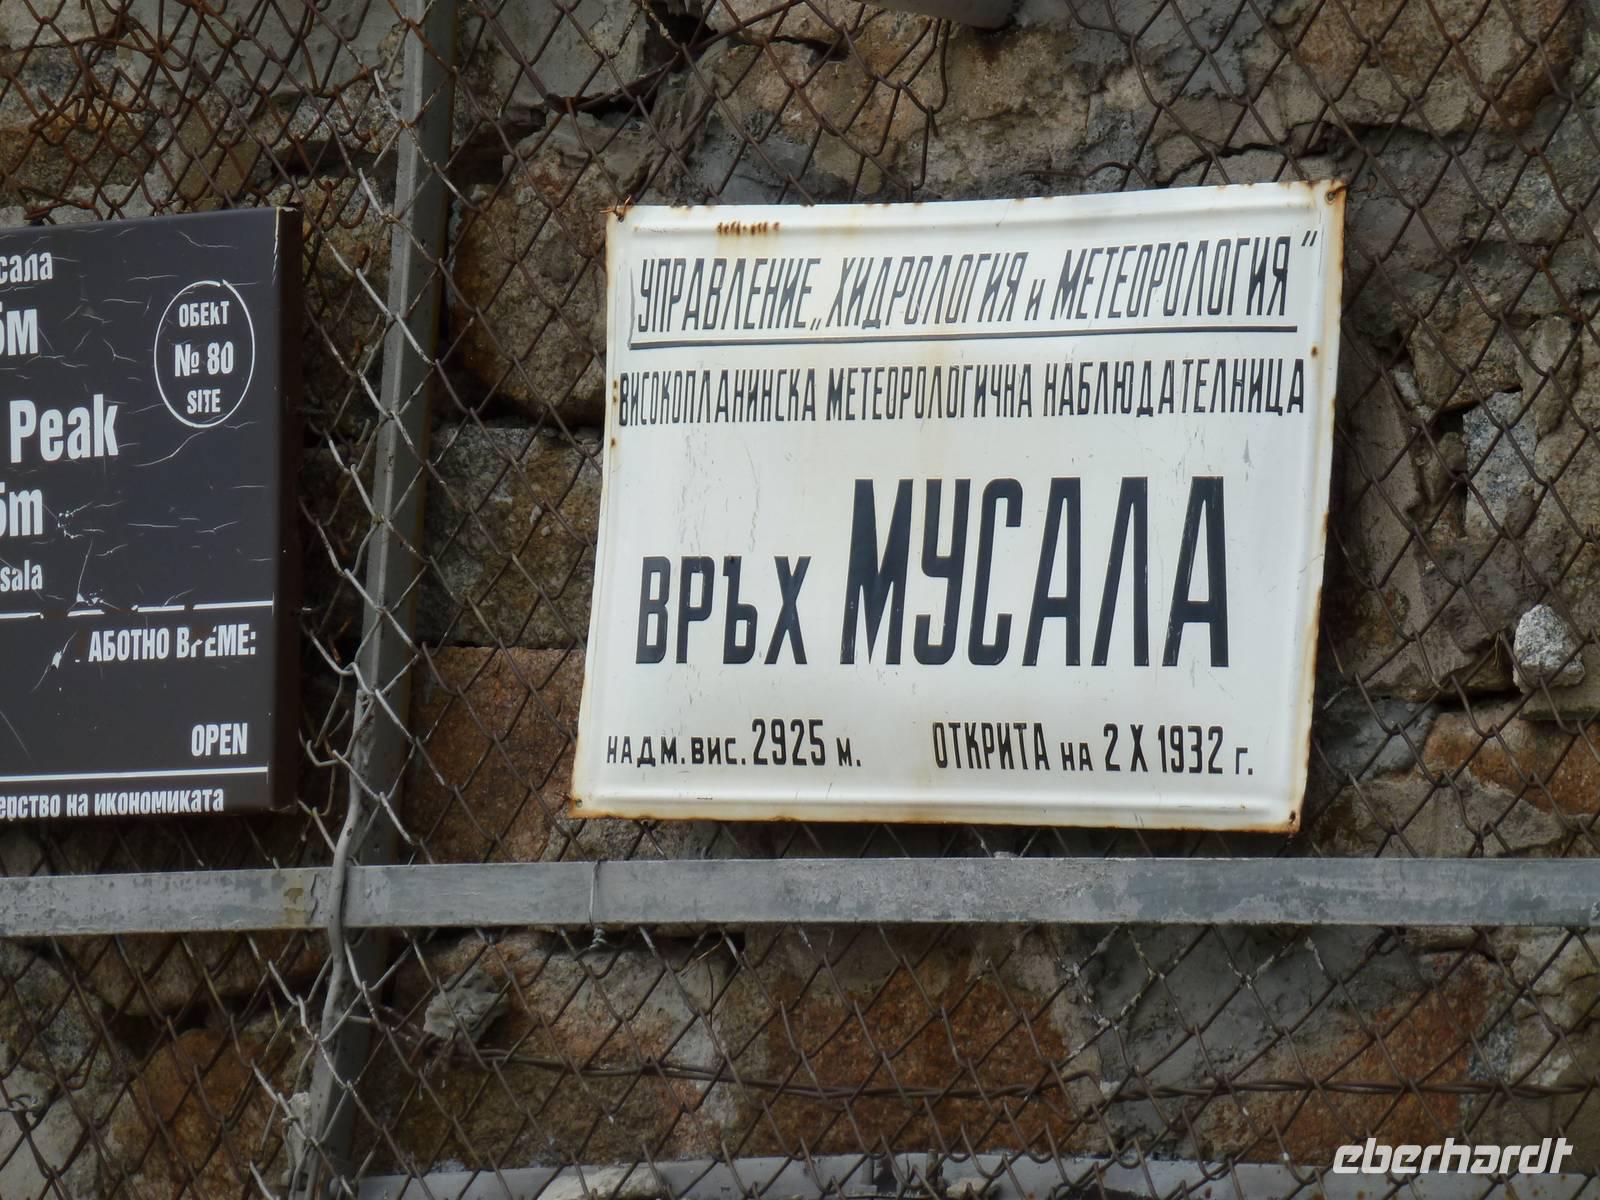 сала
5м
ОБЕКТ
№ 80
SITE
Peak
5m
sala
АБОТНО ВРЕМЕ:
OPEN
ерство на икономиката
УПРАВЛЕНИЕ „ХИДРОЛОГИЯ и МЕТЕОРОЛОГИЯ"
ВИСОКОПЛАНИНСКА МЕТЕОРОЛОГИЧНА НАБЛЮДАТЕЛНИЦА
ВРЪХ МУСАЛА
НАДМ. ВИС. 2925 м. ОТКРИТА НА 2 X 1932 г.
eberhardt